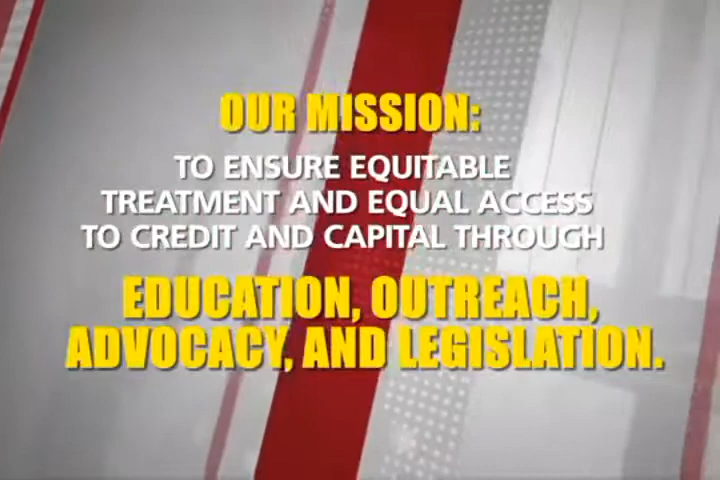 OUR MISSION:
TO ENSURE EQUITABLE
TREATMENT AND EQUAL ACCESS
TO CREDIT AND CAPITAL THROUGH
EDUCATION, OUTREACH,
ADVOCACY, AND LEGISLATION.